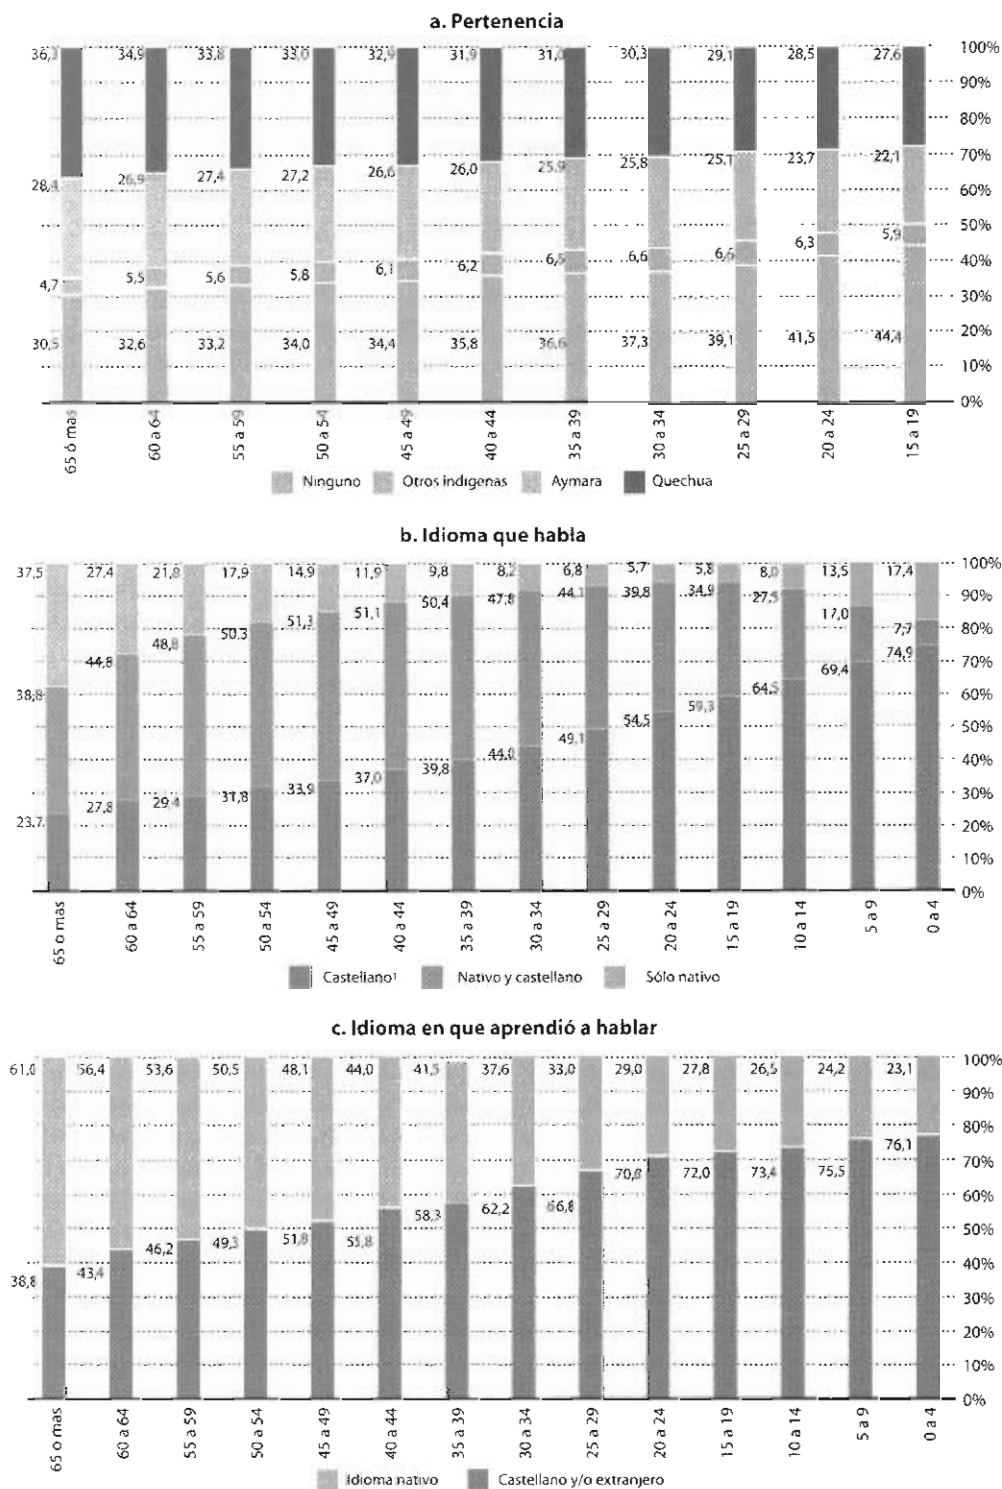 a. Pertenencia
36,3 34,9 33,8 33,0 32,9 31,9 31,0 30,3 29,1 28,5 27,6 100%
90%
80%
28,4 26,9 27,4 27,2 26,6 26,0 25,9 25,8 25,1 23,7 22,1 70%
60%
50%
4,7 5,5 5,6 5,8 6,1 6,2 6,5 6,6 6,6 6,3 5,9 40%
30%
30,5 32,6 33,2 34,0 34,4 35,8 36,6 37,3 39,1 41,5 44,4 20%
10%
0%
65 ó mas 60 a 64 55 a 59 50 a 54 45 a 49 40 a 44 35 a 39 30 a 34 25 a 29 20 a 24 15 a 19
Ninguno Otros indigenas Aymara Quechua
b. Idioma que habla
37,5 27,4 21,8 17,9 14,9 11,9 9,8 8,2 6,8 5,7 5,8 8,0 13,5 17,4 100%
38,8 44,8 48,8 50,3 51,3 51,1 50,4 47,8 44,1 39,8 34,9 27,5 17,0 7,7 90%
80%
23,7 27,8 29,4 31,8 33,9 37,0 39,8 44,0 49,1 54,5 59,3 64,5 69,4 74,9 70%
60%
50%
40%
30%
20%
10%
0%
65 o mas 60 a 64 55 a 59 50 a 54 45 a 49 40 a 44 35 a 39 30 a 34 25 a 29 20 a 24 15 a 19 10 a 14 5 a 9 0 a 4
Castellano¹ Nativo y castellano Sólo nativo
c. Idioma en que aprendió a hablar
61,0 56,4 53,6 50,5 48,1 44,0 41,5 37,6 33,0 29,0 27,8 26,5 24,2 23,1 100%
90%
80%
38,8 43,4 46,2 49,3 51,8 55,8 58,3 62,2 66,8 70,8 72,0 73,4 75,5 76,1 70%
60%
50%
40%
30%
20%
10%
0%
65 o mas 60 a 64 55 a 59 50 a 54 45 a 49 40 a 44 35 a 39 30 a 34 25 a 29 20 a 24 15 a 19 10 a 14 5 a 9 0 a 4
Idioma nativo Castellano y/o extranjero